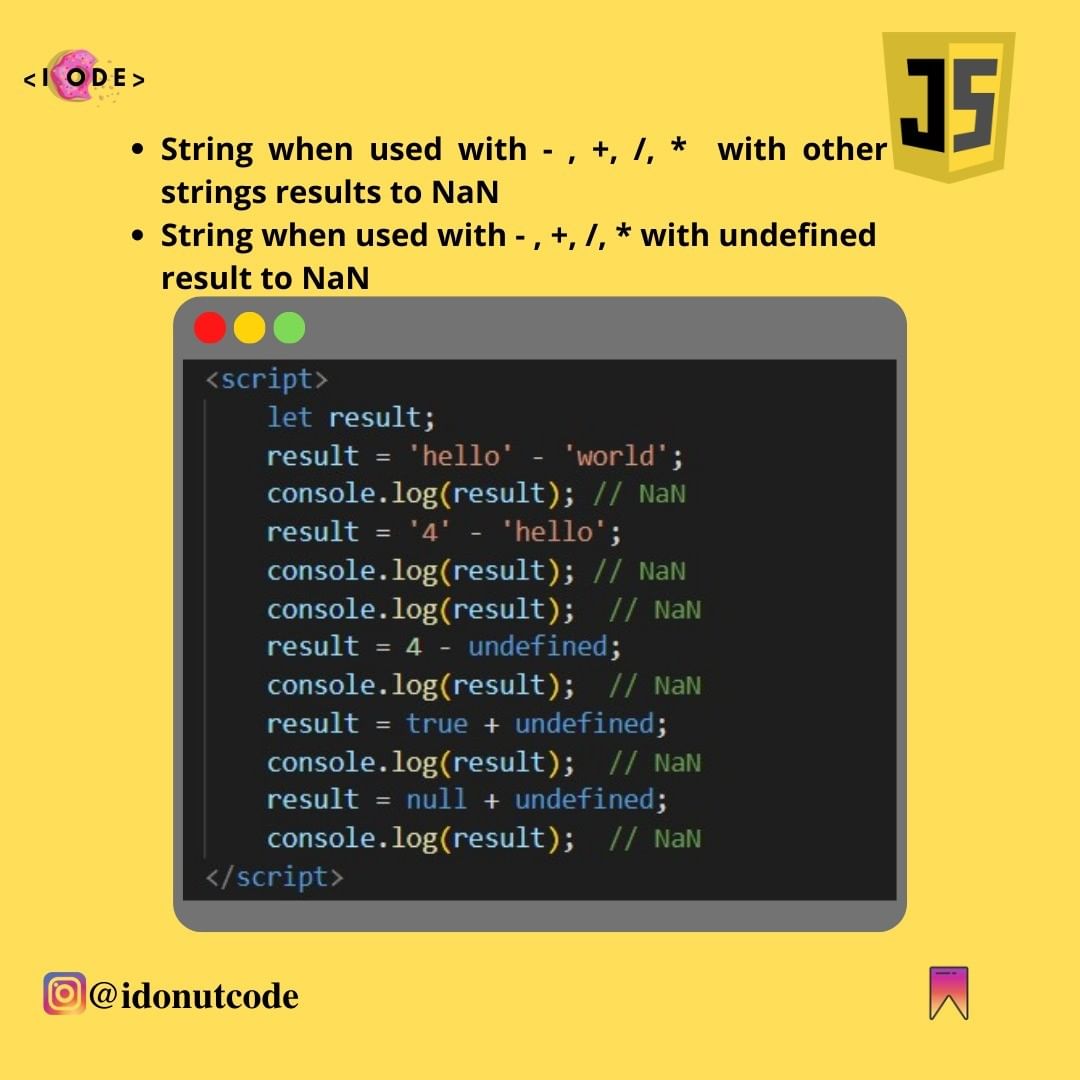 <I ODE>
JS
• String when used with - , +, /, * with other
strings results to NaN
• String when used with - , +, /, * with undefined
result to NaN
<script>
let result;
result = 'hello' - 'world';
console.log(result); // NaN
result = '4' - 'hello';
console.log(result); // NaN
console.log(result); // NaN
result = 4 - undefined;
console.log(result); // NaN
result = true + undefined;
console.log(result); // NaN
result = null + undefined;
console.log(result); // NaN
</script>
@idonutcode